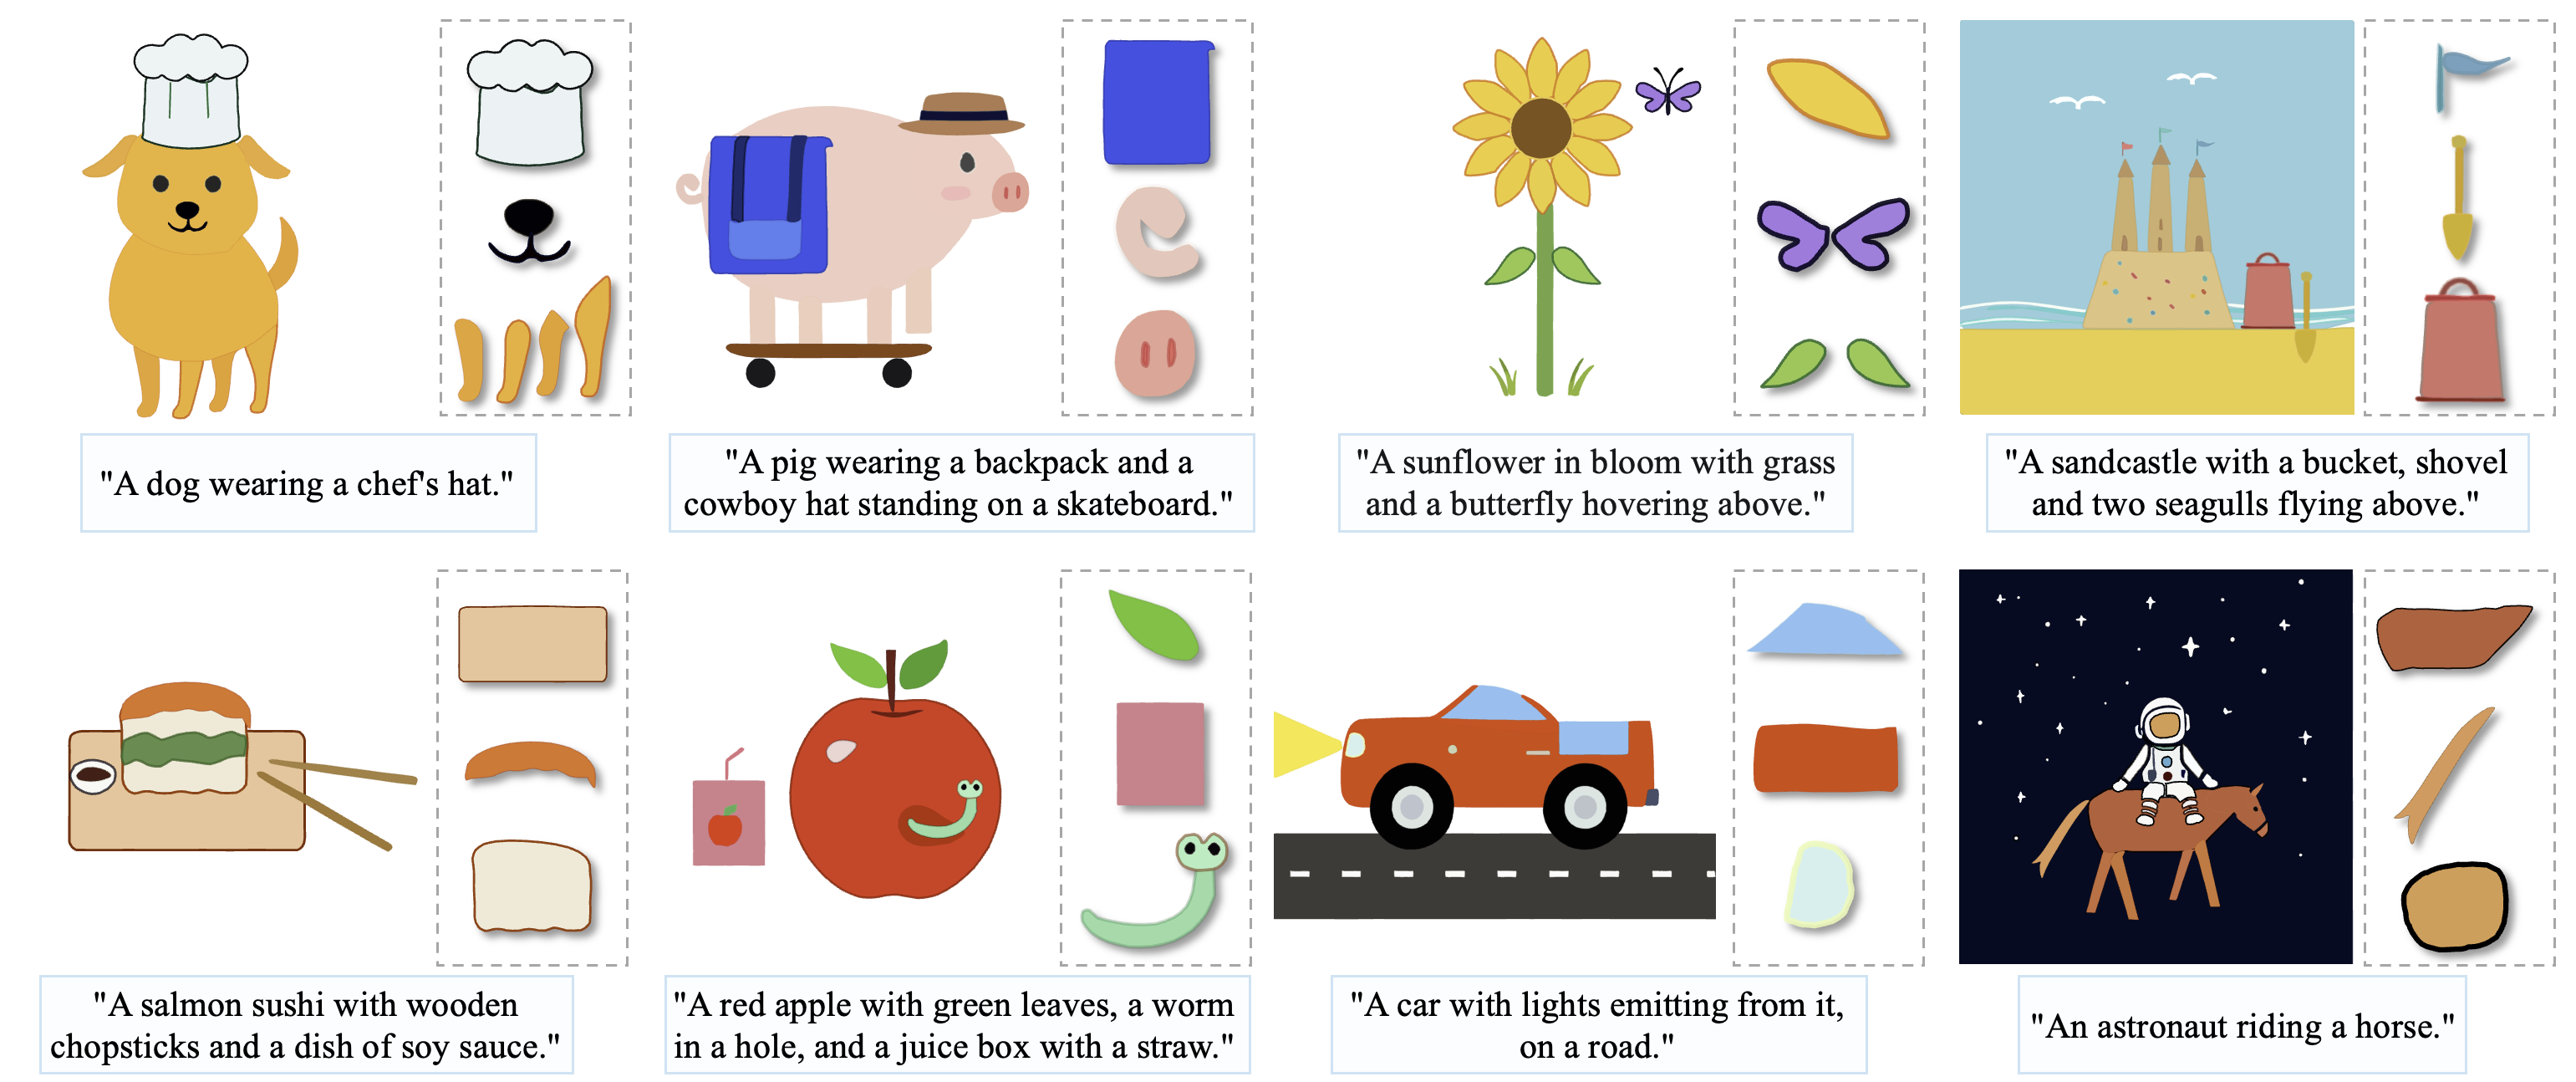 "A dog wearing a chef's hat."
"A pig wearing a backpack and a
cowboy hat standing on a skateboard."
"A sunflower in bloom with grass
and a butterfly hovering above."
"A sandcastle with a bucket, shovel
and two seagulls flying above."
"A salmon sushi with wooden
chopsticks and a dish of soy sauce."
"A red apple with green leaves, a worm
in a hole, and a juice box with a straw."
"A car with lights emitting from it,
on a road."
"An astronaut riding a horse."